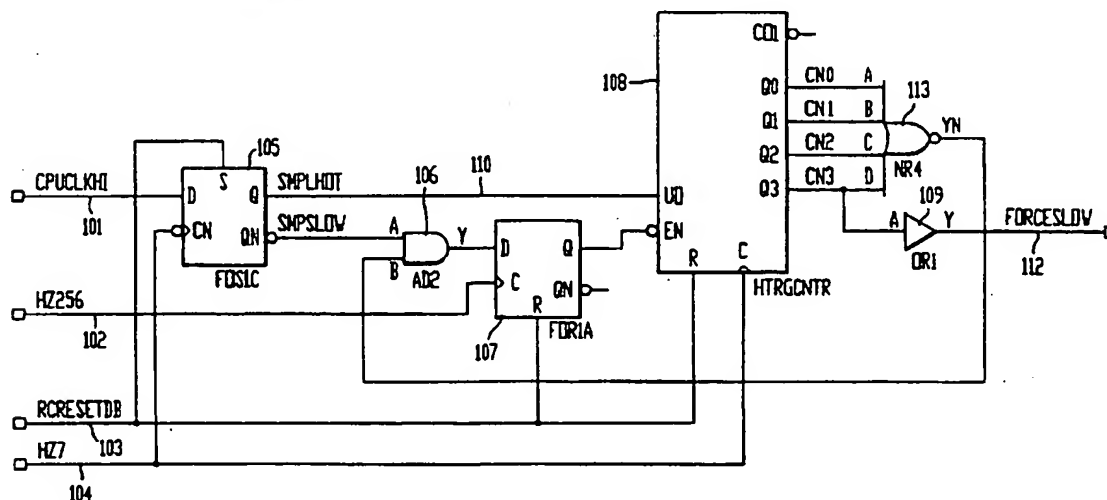 CO1
108
Q0 CN0 A
Q1 CN1 B
Q2 CN2 C
Q3 CN3 D
113
YN
NR4
109
A Y
OR1
FORCESLOW
112
CPUCLKHI
101
105
S
D Q
CN QN
FDS1C
SMPLHOT
110
SMPSLOW
106
A
B
Y
AD2
D Q
C QN
R
107
FDR1A
UD
EN
R C
HTRGCNTR
HZ256
102
RCRESETDB
103
HZ7
104